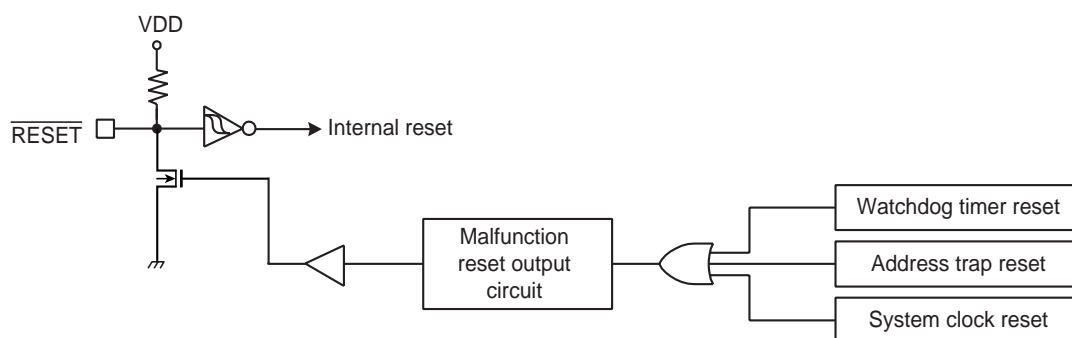 VDD
RESET
Internal reset
Watchdog timer reset
Malfunction
reset output
circuit
Address trap reset
System clock reset